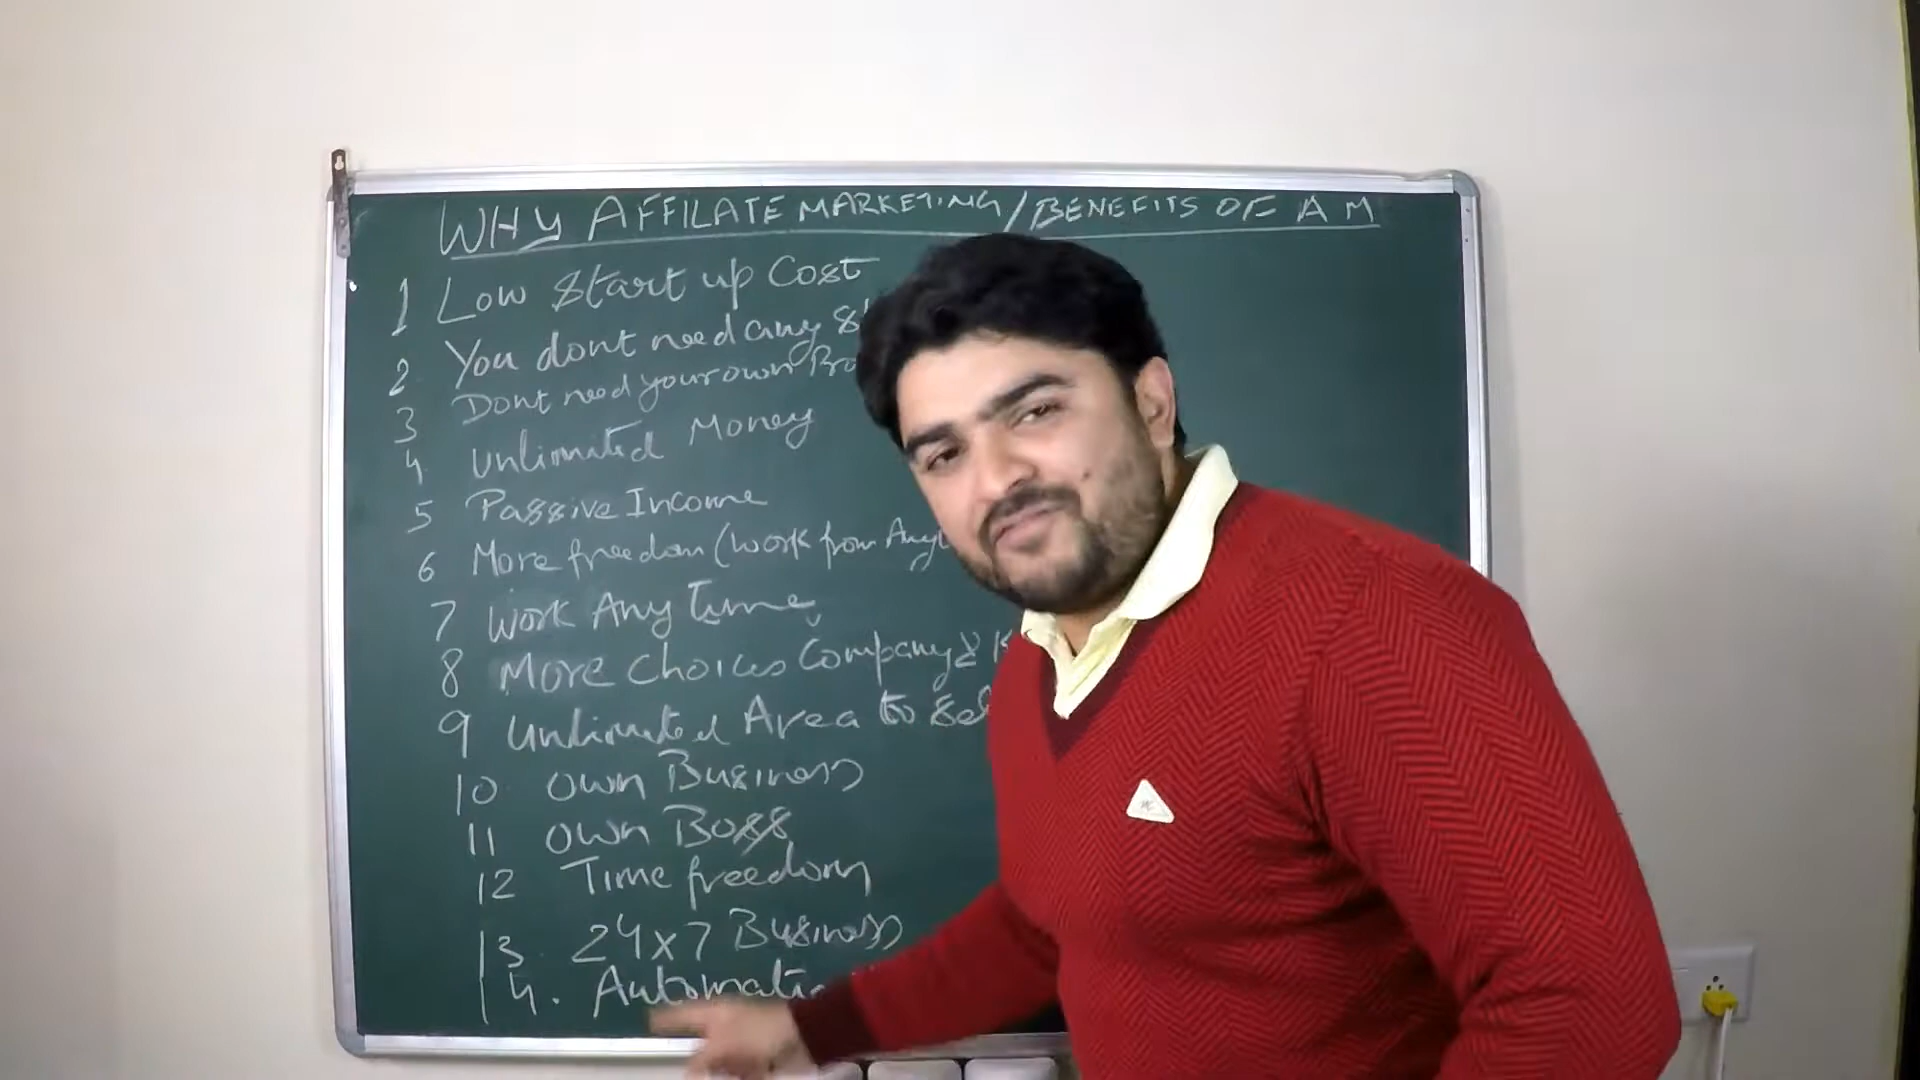 WHY AFFILATE MARKETING/BENEFITS OF AM
1 Low Start up Cost
2 You dont need any
3 Dont need your own
4 Unlimited Money
5 Passive Income
6 More freedom (Work from
7 Work Any Time
8 More Choices Company &
9 Unlimited Area to
10 Own Business
11 Own Boss
12 Time freedom
13. 24x7 Business
14. Automatio